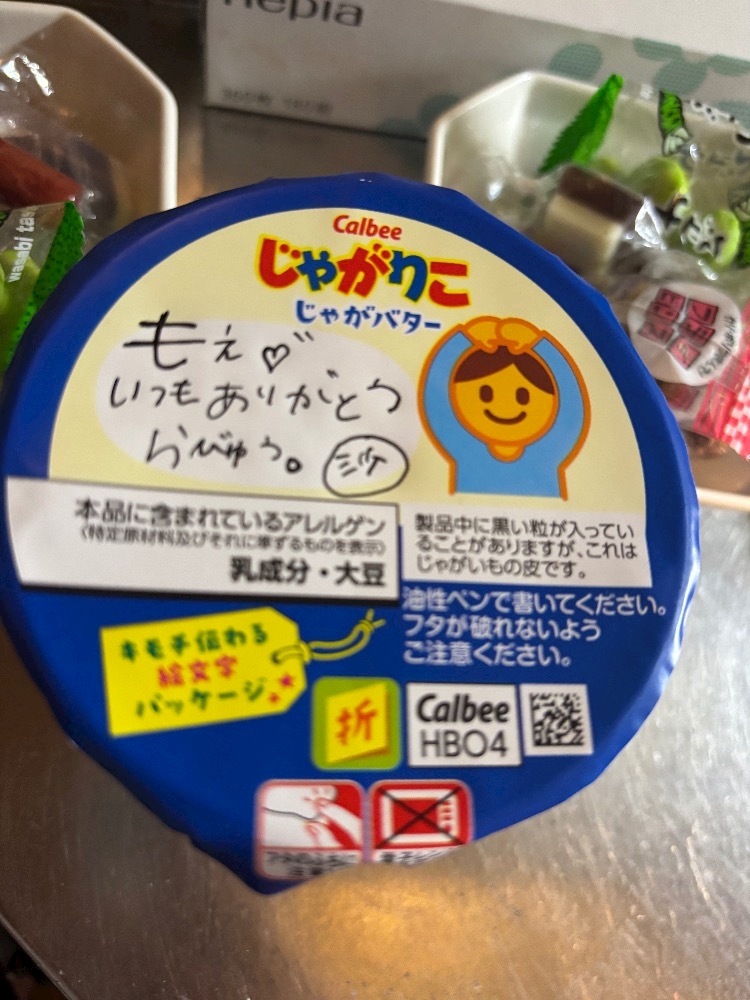 nepia
Wasabi tas
Calbee
じゃがりこ
じゃがバター
もえ♡
いつもありがとう
らびゅう。
本品に含まれているアレルゲン
〈特定原材料及びそれに準ずるものを表示〉
乳成分・大豆
製品中に黒い粒が入ってい
ることがありますが、これは
じゃがいもの皮です。
油性ペンで書いてください。
フタが破れないよう
ご注意ください。
キモチ伝わる
絵文字
パッケージ
折
Calbee
HB04